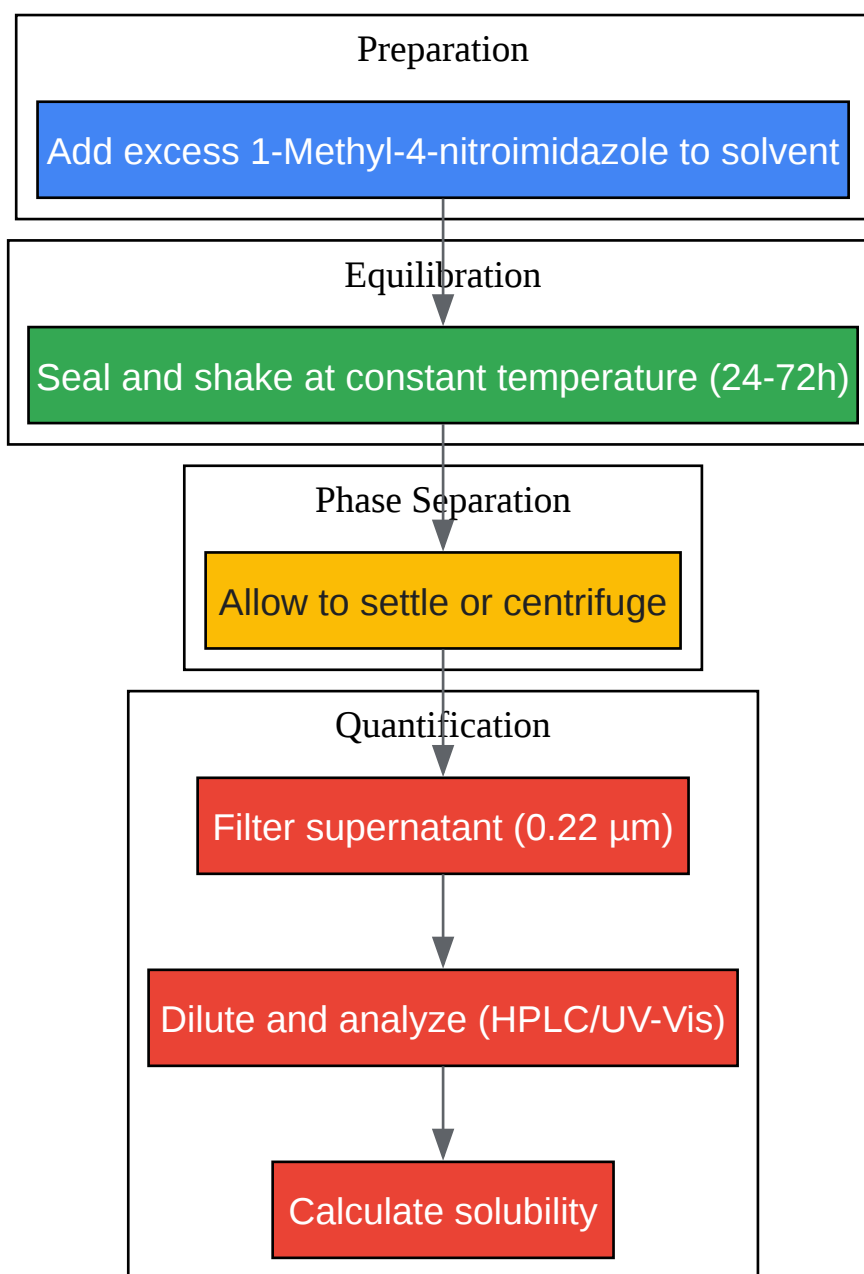 Preparation
Add excess 1-Methyl-4-nitroimidazole to solvent
Equilibration
Seal and shake at constant temperature (24-72h)
Phase Separation
Allow to settle or centrifuge
Quantification
Filter supernatant (0.22 µm)
Dilute and analyze (HPLC/UV-Vis)
Calculate solubility